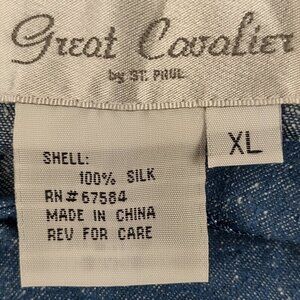 Great Cavalier
by ST. PAUL
XL
SHELL:
100% SILK
RN# 67584
MADE IN CHINA
REV FOR CARE